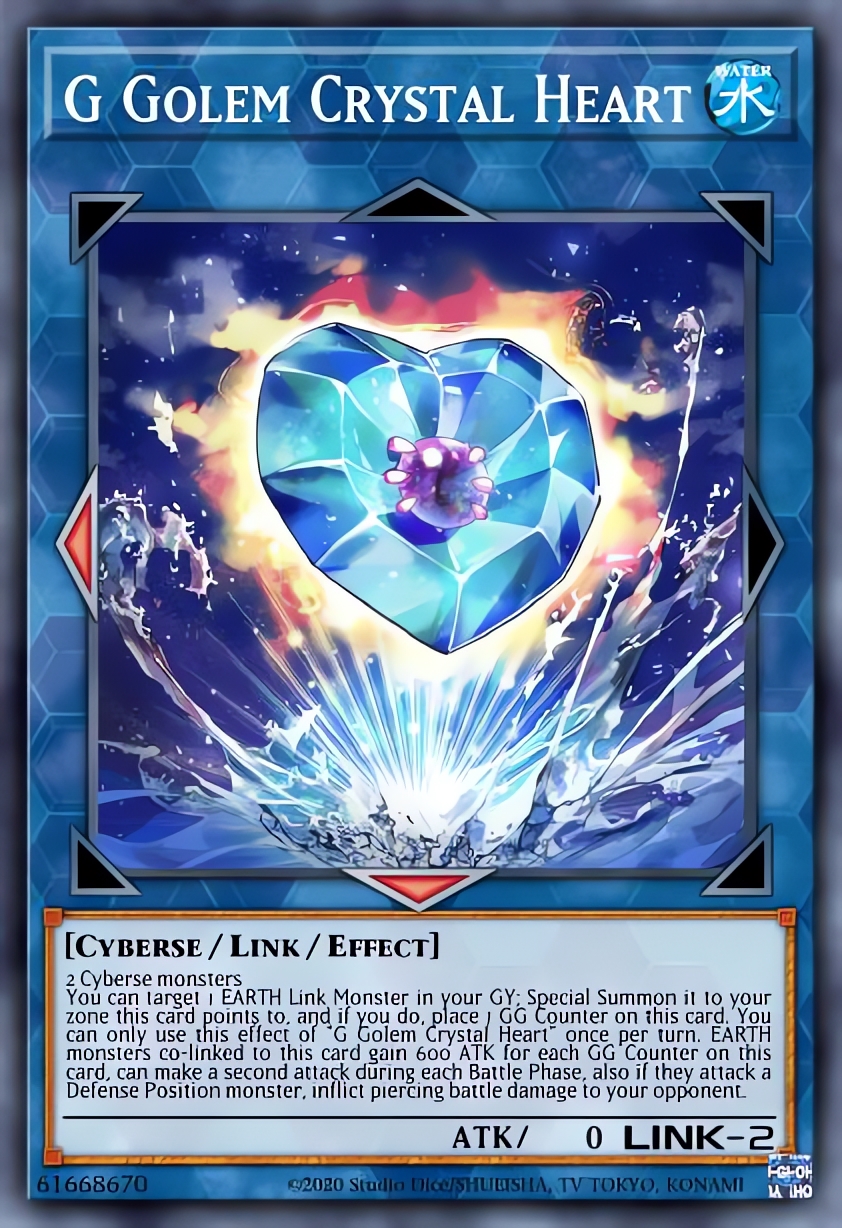 G GOLEM CRYSTAL HEART
WATER
水
[CYBERSE / LINK / EFFECT]
2 Cyberse monsters
You can target 1 EARTH Link Monster in your GY; Special Summon it to your
zone this card points to, and if you do, place 1 GG Counter on this card. You
can only use this effect of "G Golem Crystal Heart" once per turn. EARTH
monsters co-linked to this card gain 600 ATK for each GG Counter on this
card, can make a second attack during each Battle Phase, also if they attack a
Defense Position monster, inflict piercing battle damage to your opponent.
ATK/ 0 LINK-2
61668670 ©2020 Studio Dice/SHUEISHA, TV TOKYO, KONAMI